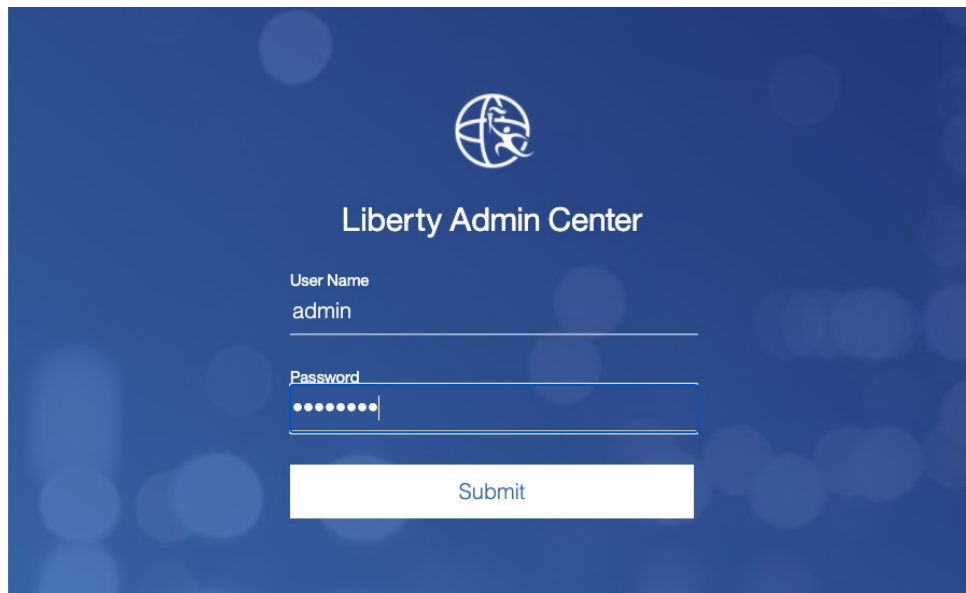 Liberty Admin Center
User Name
admin
Password
••••••••
Submit